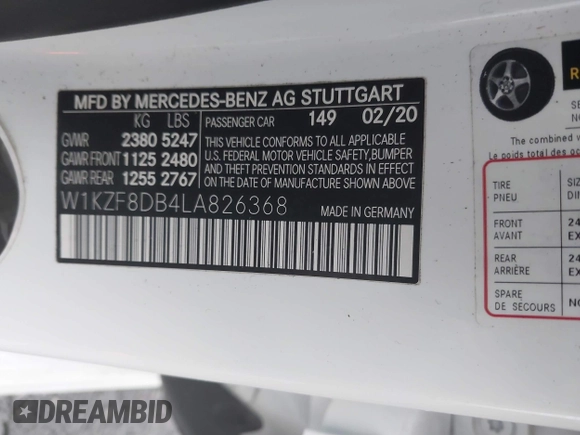 MFD BY MERCEDES-BENZ AG STUTTGART
KG LBS PASSENGER CAR 149 02/20
GVWR 2380 5247
GAWR FRONT 1125 2480
GAWR REAR 1255 2767
THIS VEHICLE CONFORMS TO ALL APPLICABLE
U.S. FEDERAL MOTOR VEHICLE SAFETY, BUMPER
AND THEFT PREVENTION STANDARDS IN EFFECT
ON THE DATE OF MANUFACTURE SHOWN ABOVE.
W1KZF8DB4LA826368
MADE IN GERMANY
The combined
Le poids total des
TIRE
PNEU
FRONT
AVANT
REAR
ARRIÈRE
SPARE
DE SECOURS
DREAMBID